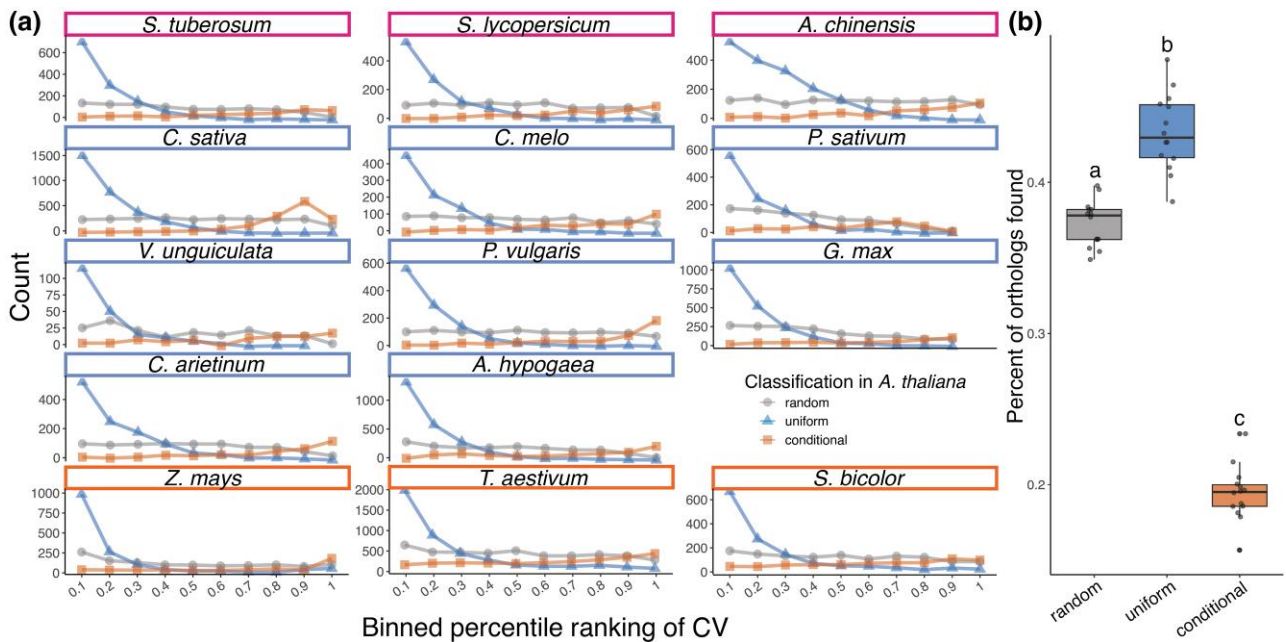 (a)
S. tuberosum
S. lycopersicum
A. chinensis
600
400
200
0
400
200
0
400
200
0
C. sativa
C. melo
P. sativum
1500
1000
500
0
400
300
200
100
0
600
400
200
0
V. unguiculata
P. vulgaris
G. max
100
75
50
25
0
600
400
200
0
1000
750
500
250
0
C. arietinum
A. hypogaea
400
200
0
1000
500
0
Classification in A. thaliana
random
uniform
conditional
Z. mays
T. aestivum
S. bicolor
1000
750
500
250
0
2000
1500
1000
500
0
600
400
200
0
0.1 0.2 0.3 0.4 0.5 0.6 0.7 0.8 0.9 1
0.1 0.2 0.3 0.4 0.5 0.6 0.7 0.8 0.9 1
0.1 0.2 0.3 0.4 0.5 0.6 0.7 0.8 0.9 1
Count
Binned percentile ranking of CV
(b)
b
a
c
0.4
0.3
0.2
Percent of orthologs found
random
uniform
conditional